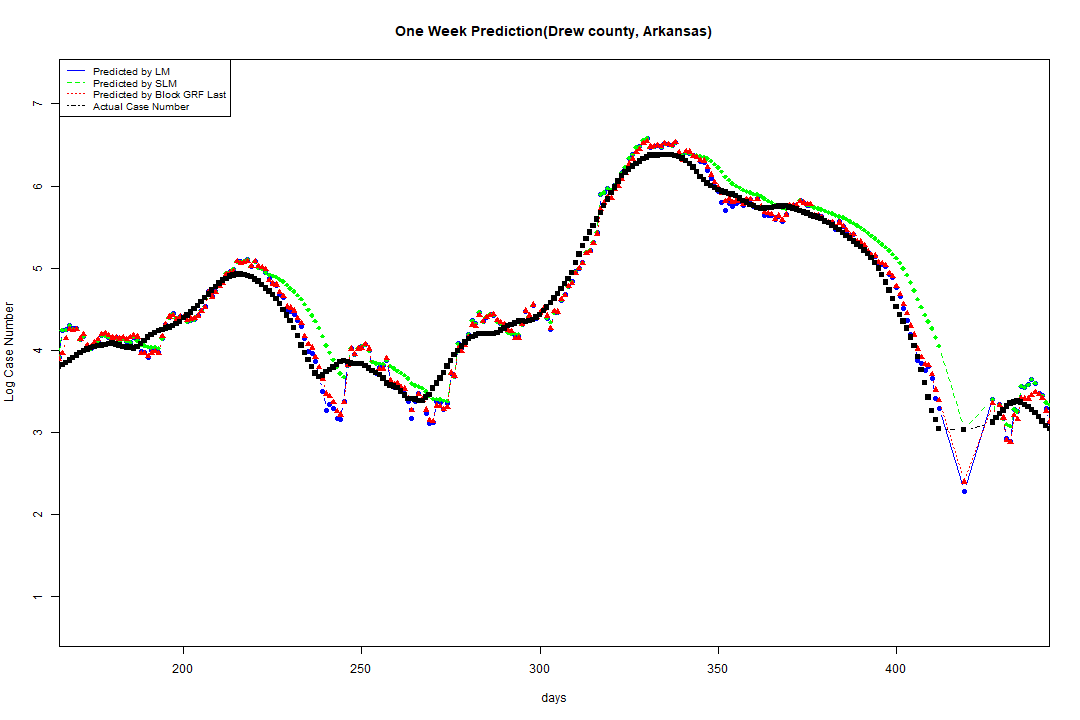 One Week Prediction(Drew county, Arkansas)
Predicted by LM
Predicted by SLM
Predicted by Block GRF Last
Actual Case Number
7
6
5
4
3
2
1
Log Case Number
200 250 300 350 400
days